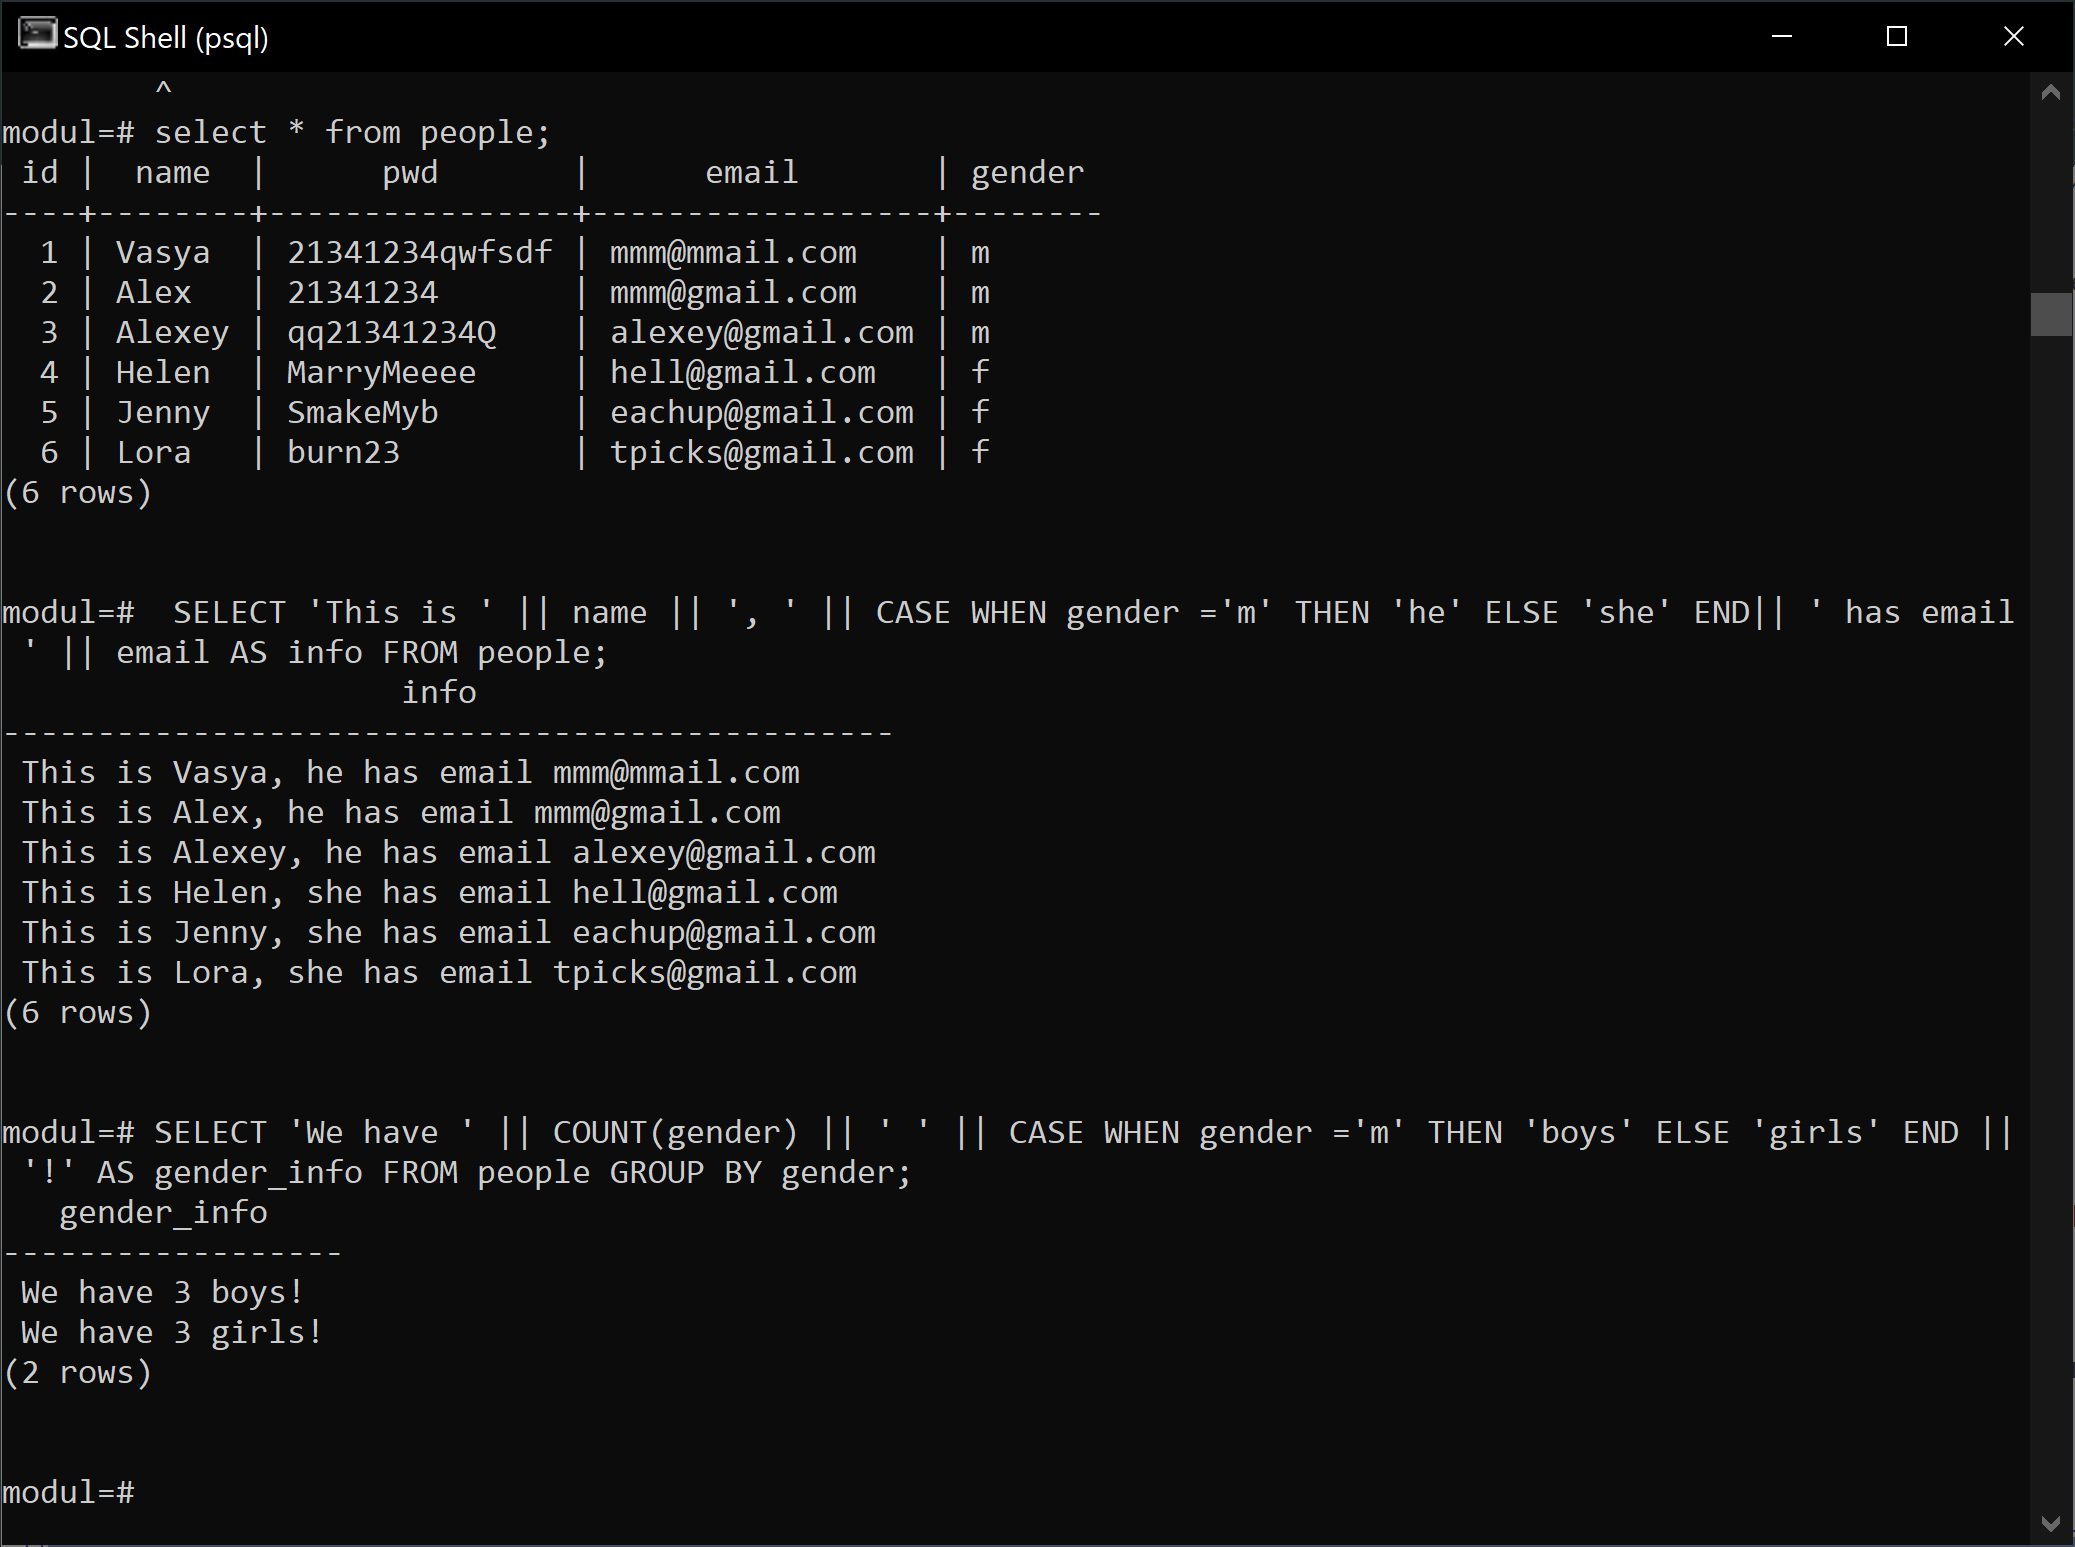 SQL Shell (psql)
        ^
modul=# select * from people;
 id |  name  |      pwd       |      email       | gender
----+--------+----------------+------------------+--------
  1 | Vasya  | 21341234qwfsdf | mmm@mmail.com    | m
  2 | Alex   | 21341234       | mmm@gmail.com    | m
  3 | Alexey | qq21341234Q    | alexey@gmail.com | m
  4 | Helen  | MarryMeeee     | hell@gmail.com   | f
  5 | Jenny  | SmakeMyb       | eachup@gmail.com | f
  6 | Lora   | burn23         | tpicks@gmail.com | f
(6 rows)
modul=#  SELECT 'This is ' || name || ', ' || CASE WHEN gender ='m' THEN 'he' ELSE 'she' END|| ' has email
 ' || email AS info FROM people;
                     info
-----------------------------------------------
 This is Vasya, he has email mmm@mmail.com
 This is Alex, he has email mmm@gmail.com
 This is Alexey, he has email alexey@gmail.com
 This is Helen, she has email hell@gmail.com
 This is Jenny, she has email eachup@gmail.com
 This is Lora, she has email tpicks@gmail.com
(6 rows)
modul=# SELECT 'We have ' || COUNT(gender) || ' ' || CASE WHEN gender ='m' THEN 'boys' ELSE 'girls' END ||
 '!' AS gender_info FROM people GROUP BY gender;
   gender_info
------------------
 We have 3 boys!
 We have 3 girls!
(2 rows)
modul=#